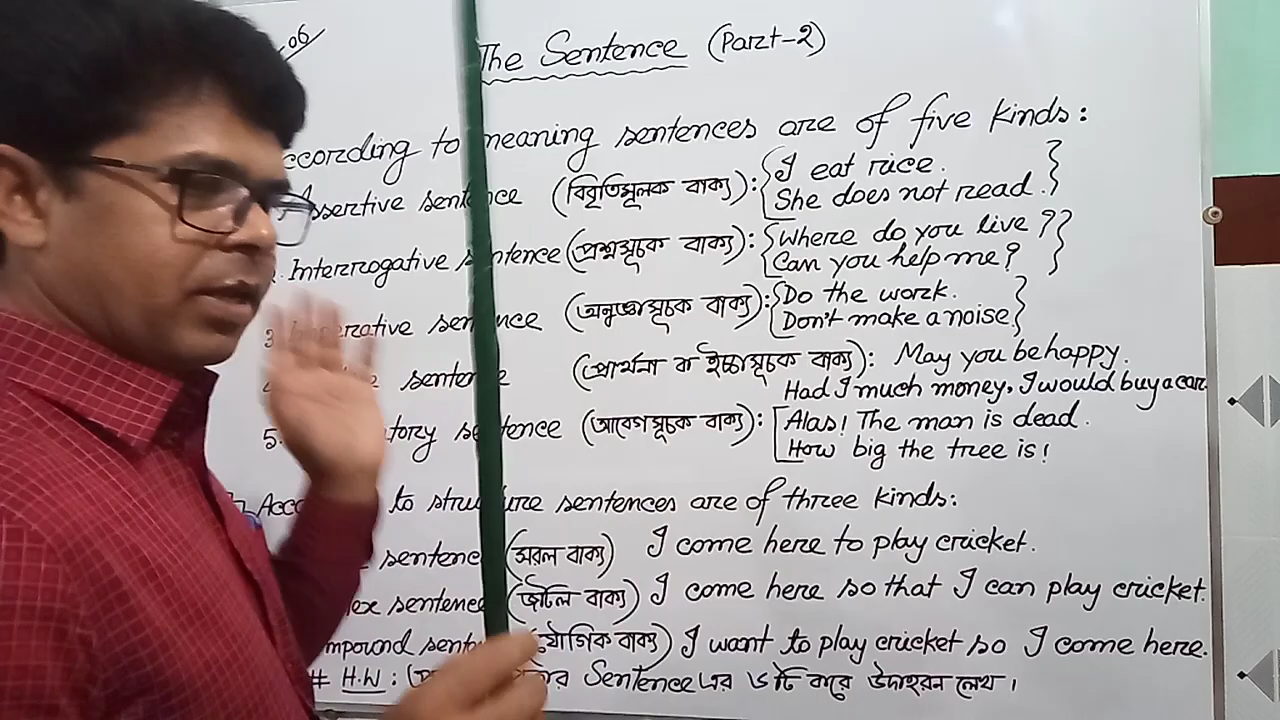 06
The Sentence (Part-2)
According to meaning sentences are of five kinds:
Assertive sentence (বিবৃতিমূলক বাক্য): I eat rice.
She does not read.
Interrogative sentence (প্রশ্নসূচক বাক্য): Where do you live?
Can you help me?
3. Imperative sentence (অনুজ্ঞাসূচক বাক্য): Do the work.
Don't make a noise.
sentence (প্রার্থনা বা ইচ্ছাসূচক বাক্য): May you be happy.
Had I much money, I would buy a car.
5. sentence (আবেগসূচক বাক্য): Alas! The man is dead.
How big the tree is!
to structure sentences are of three kinds:
sentence (সরল বাক্য) I come here to play cricket.
sentence (জটিল বাক্য) I come here so that I can play cricket.
Compound sentence (যৌগিক বাক্য) I want to play cricket so I come here.
# H.W: Sentence এর ৬টি করে উদাহরন লেখ।